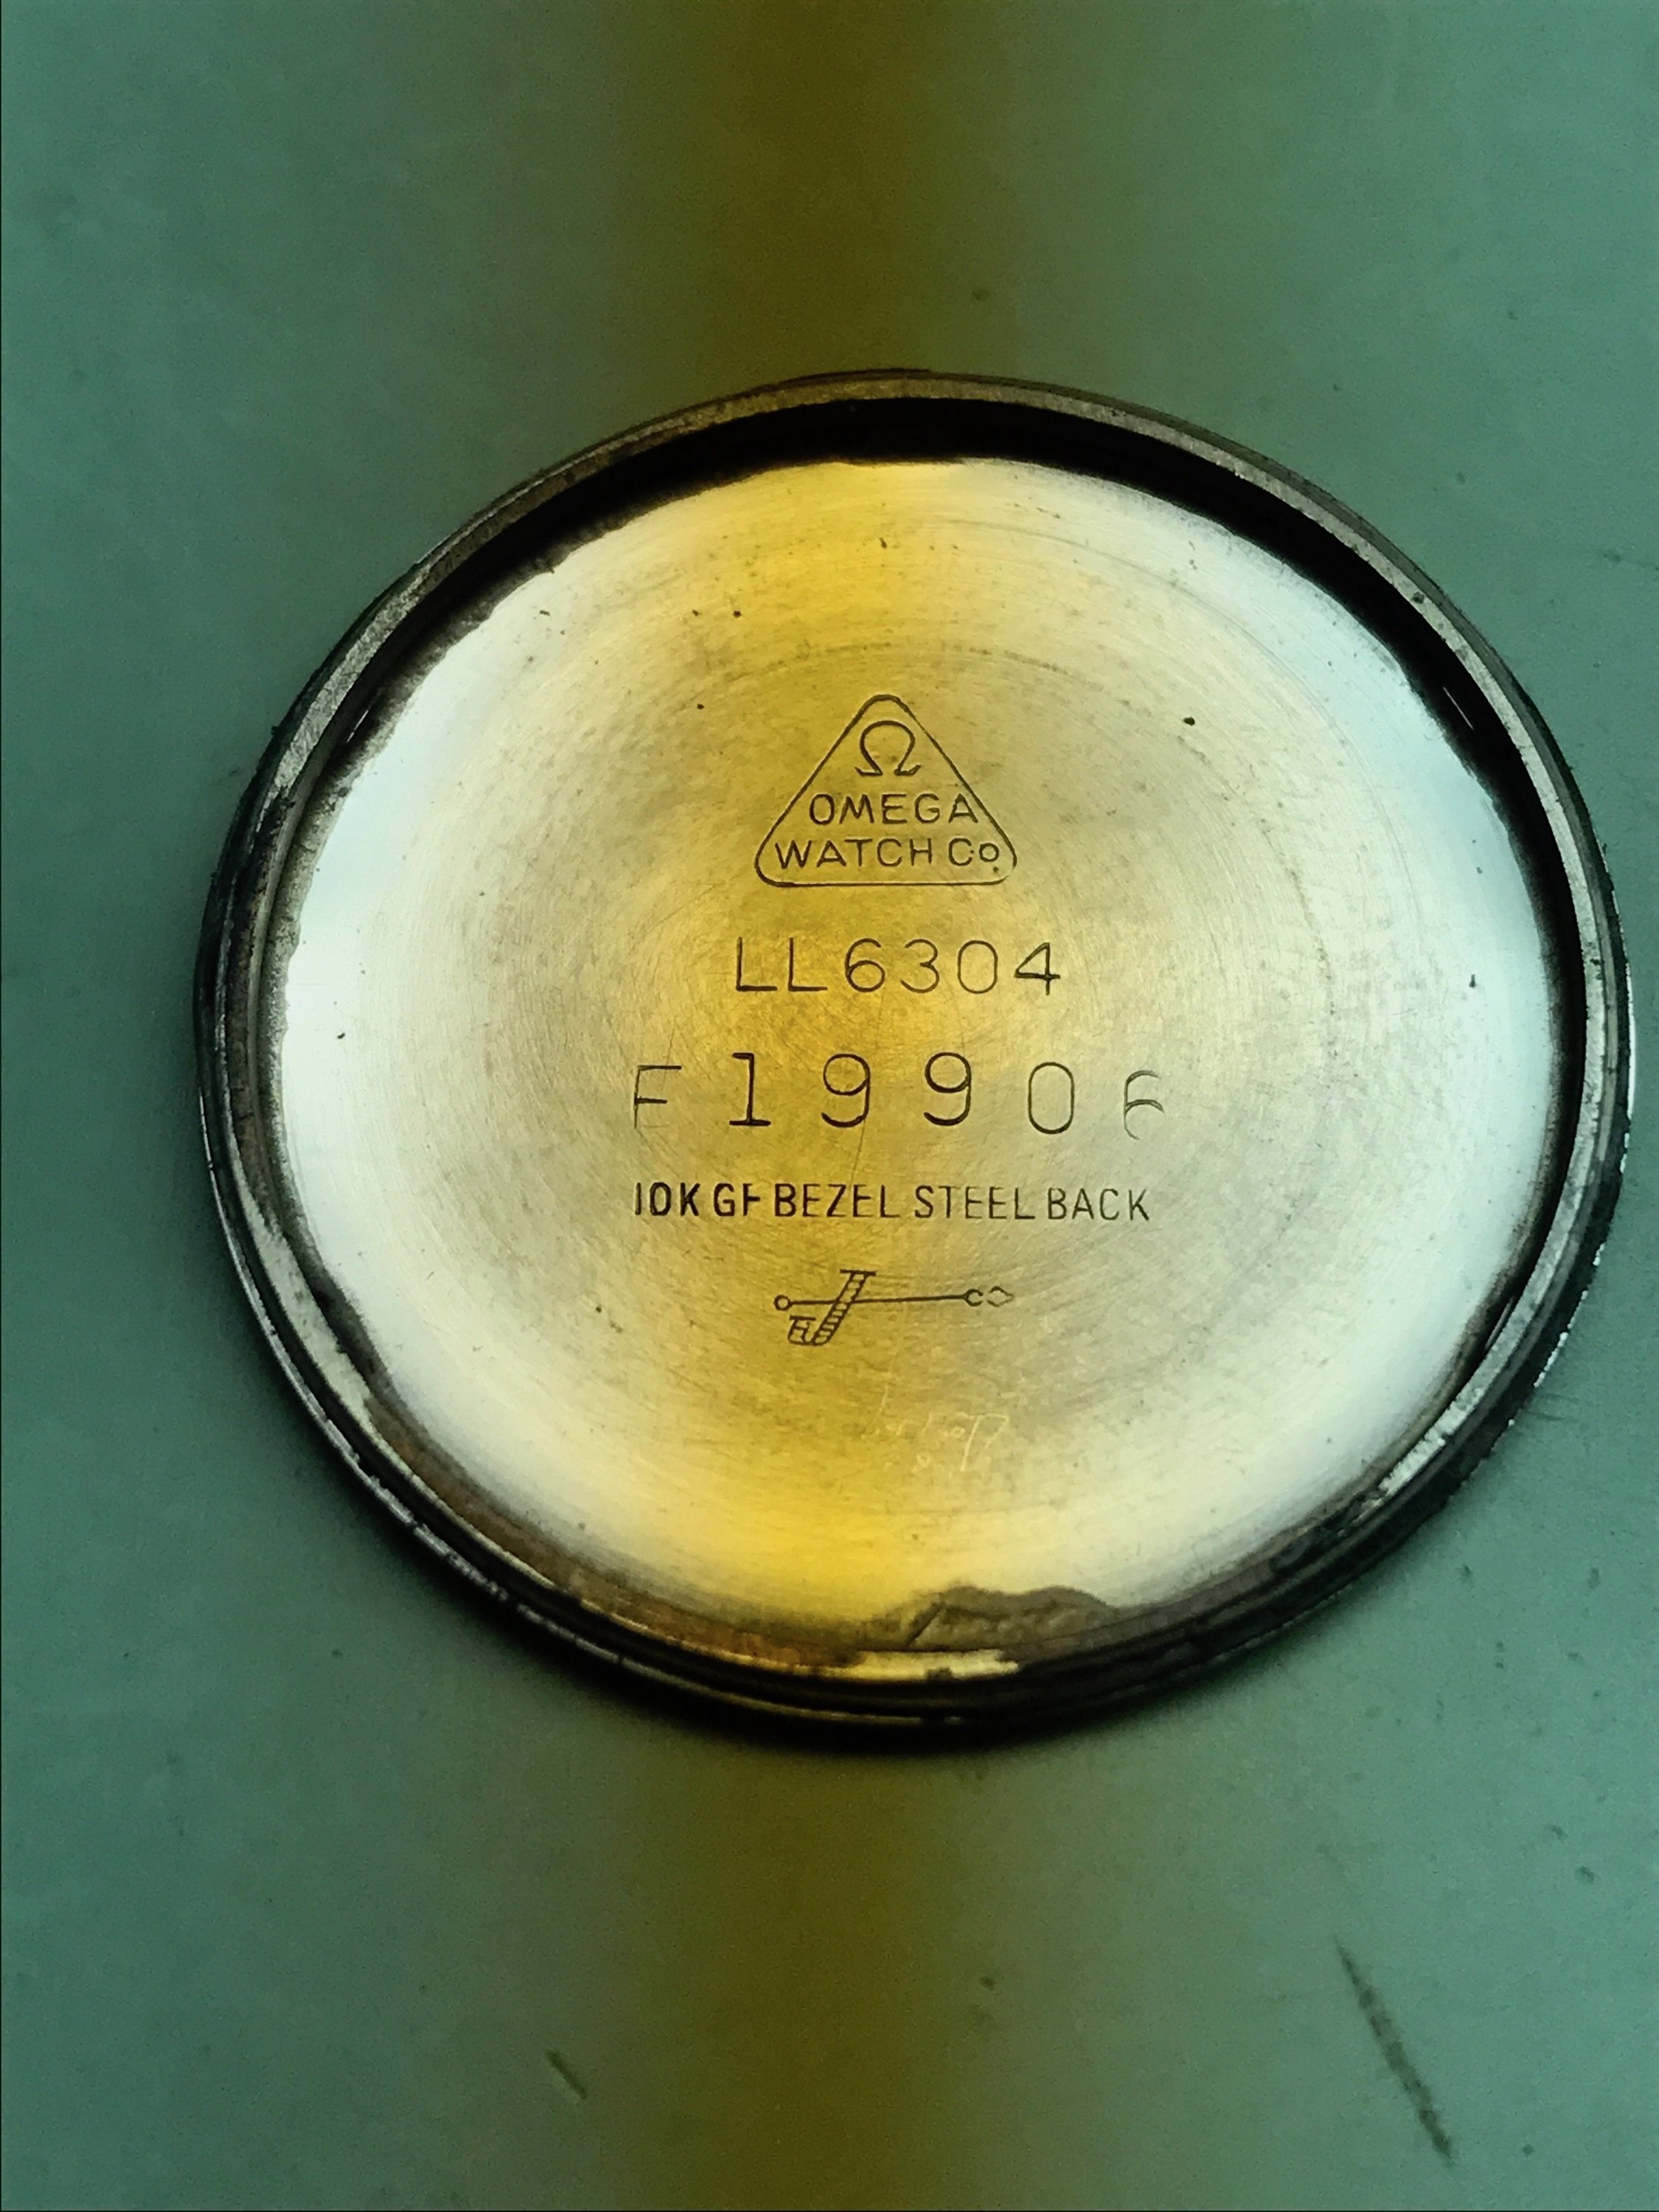 Ω
OMEGA
WATCH Co.
LL6304
F19906
10K GF BEZEL STEEL BACK
J